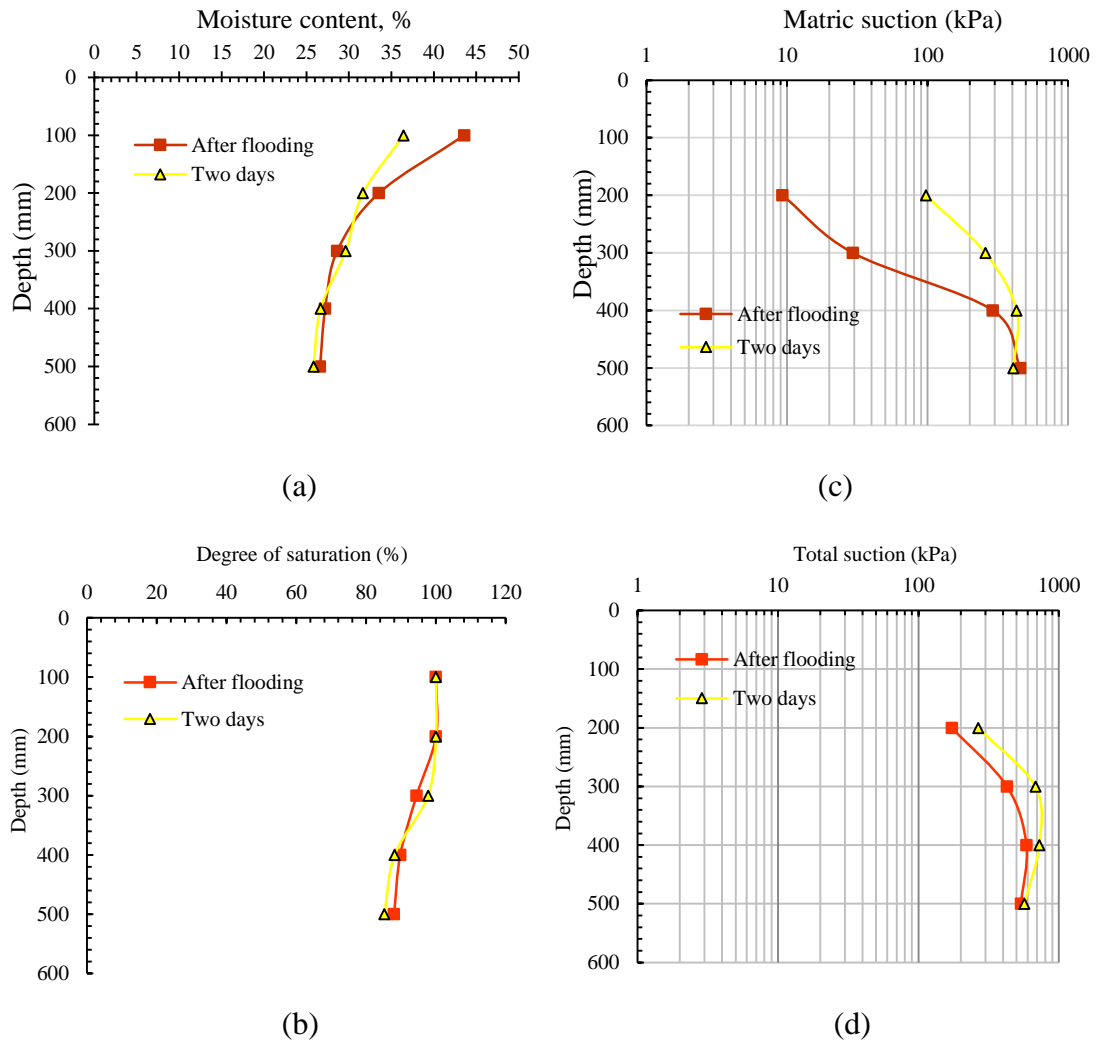 Moisture content, %
0 5 10 15 20 25 30 35 40 45 50
0
100
200
300
400
500
600
Depth (mm)
After flooding
Two days
(a)
Matric suction (kPa)
1 10 100 1000
0
100
200
300
400
500
600
Depth (mm)
After flooding
Two days
(c)
Degree of saturation (%)
0 20 40 60 80 100 120
0
100
200
300
400
500
600
Depth (mm)
After flooding
Two days
(b)
Total suction (kPa)
1 10 100 1000
0
100
200
300
400
500
600
Depth (mm)
After flooding
Two days
(d)